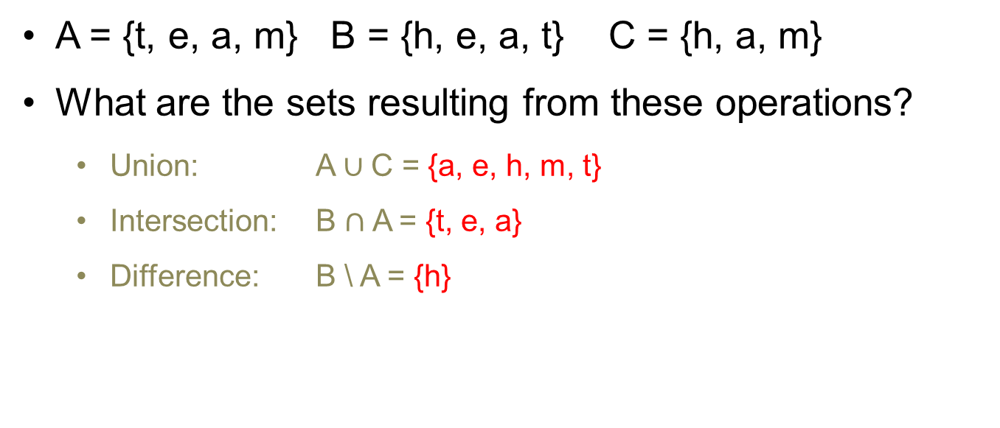 • A = {t, e, a, m} B = {h, e, a, t} C = {h, a, m}
• What are the sets resulting from these operations?
• Union: A ∪ C = {a, e, h, m, t}
• Intersection: B ∩ A = {t, e, a}
• Difference: B \ A = {h}